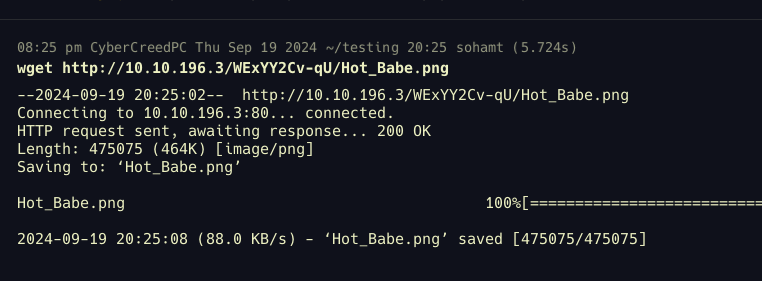 08:25 pm CyberCreedPC Thu Sep 19 2024 ~/testing 20:25 sohamt (5.724s)
wget http://10.10.196.3/WExYY2Cv-qU/Hot_Babe.png
--2024-09-19 20:25:02--  http://10.10.196.3/WExYY2Cv-qU/Hot_Babe.png
Connecting to 10.10.196.3:80... connected.
HTTP request sent, awaiting response... 200 OK
Length: 475075 (464K) [image/png]
Saving to: ‘Hot_Babe.png’
Hot_Babe.png 100%[==========================
2024-09-19 20:25:08 (88.0 KB/s) - ‘Hot_Babe.png’ saved [475075/475075]